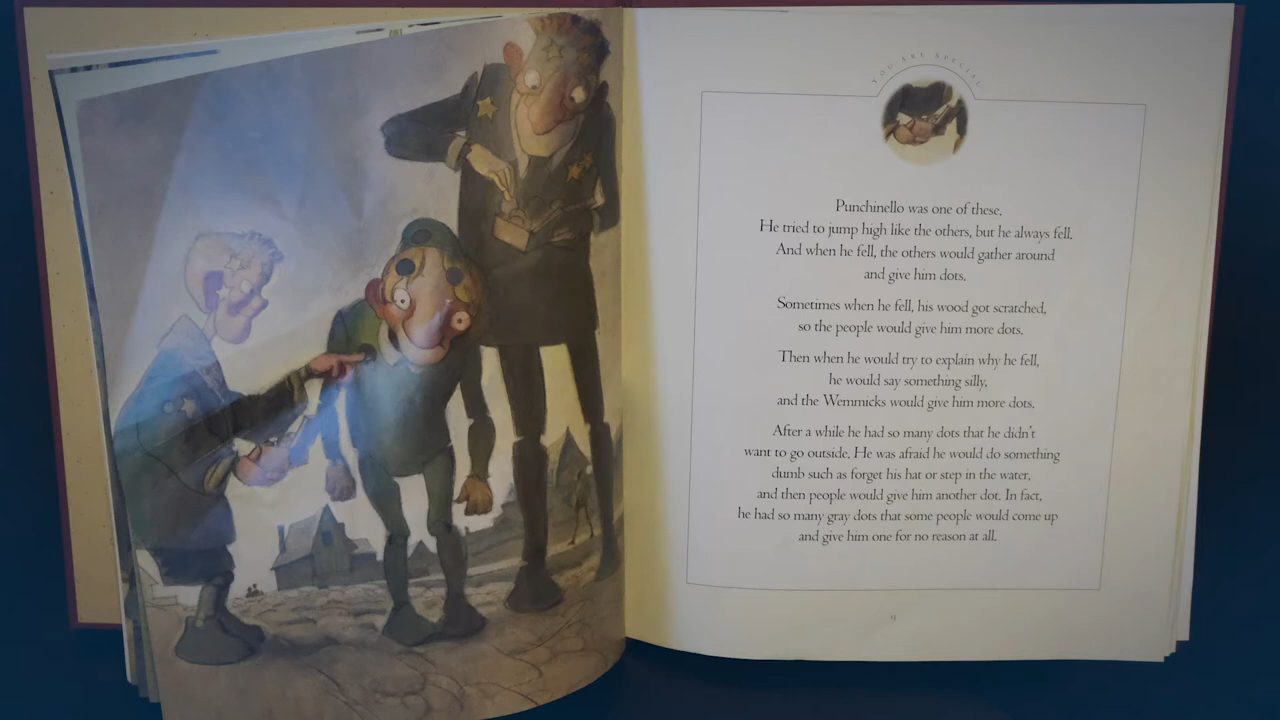 YOU ARE SPECIAL
Punchinello was one of these.
He tried to jump high like the others, but he always fell.
And when he fell, the others would gather around
and give him dots.
Sometimes when he fell, his wood got scratched,
so the people would give him more dots.
Then when he would try to explain why he fell,
he would say something silly,
and the Wemmicks would give him more dots.
After a while he had so many dots that he didn't
want to go outside. He was afraid he would do something
dumb such as forget his hat or step in the water,
and then people would give him another dot. In fact,
he had so many gray dots that some people would come up
and give him one for no reason at all.